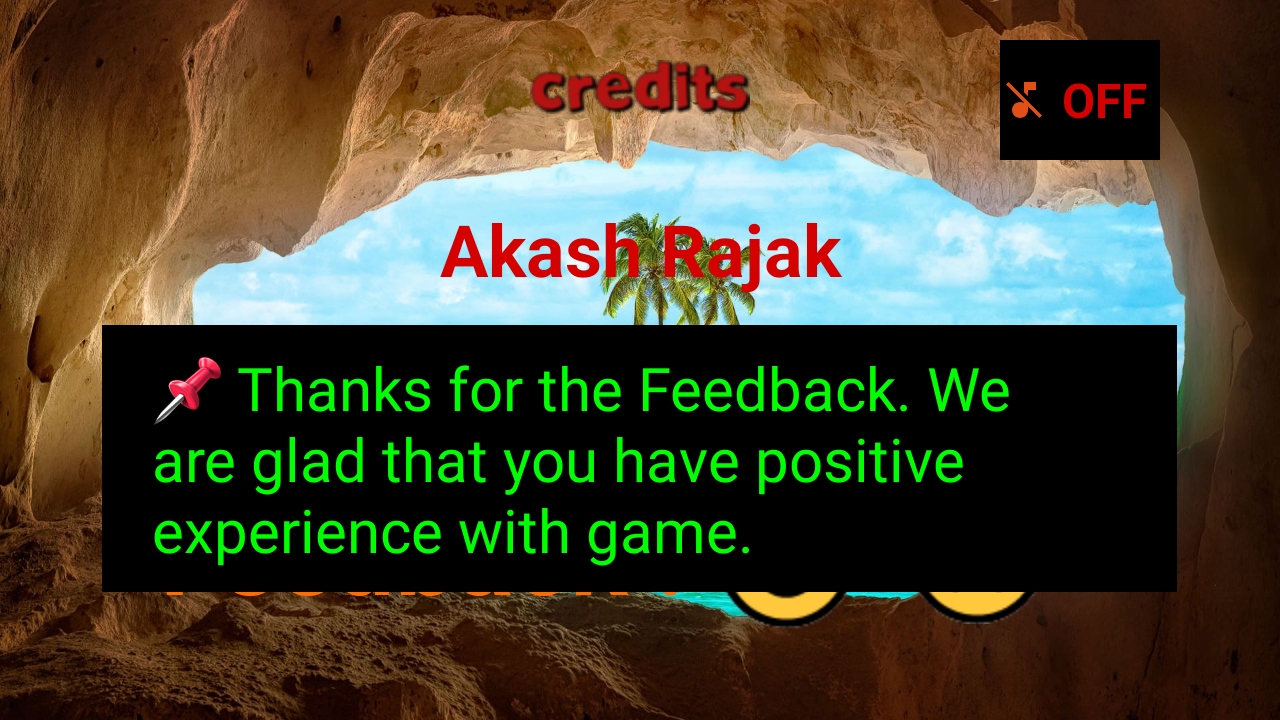 credits
OFF
Akash Rajak
📌 Thanks for the Feedback. We
are glad that you have positive
experience with game.